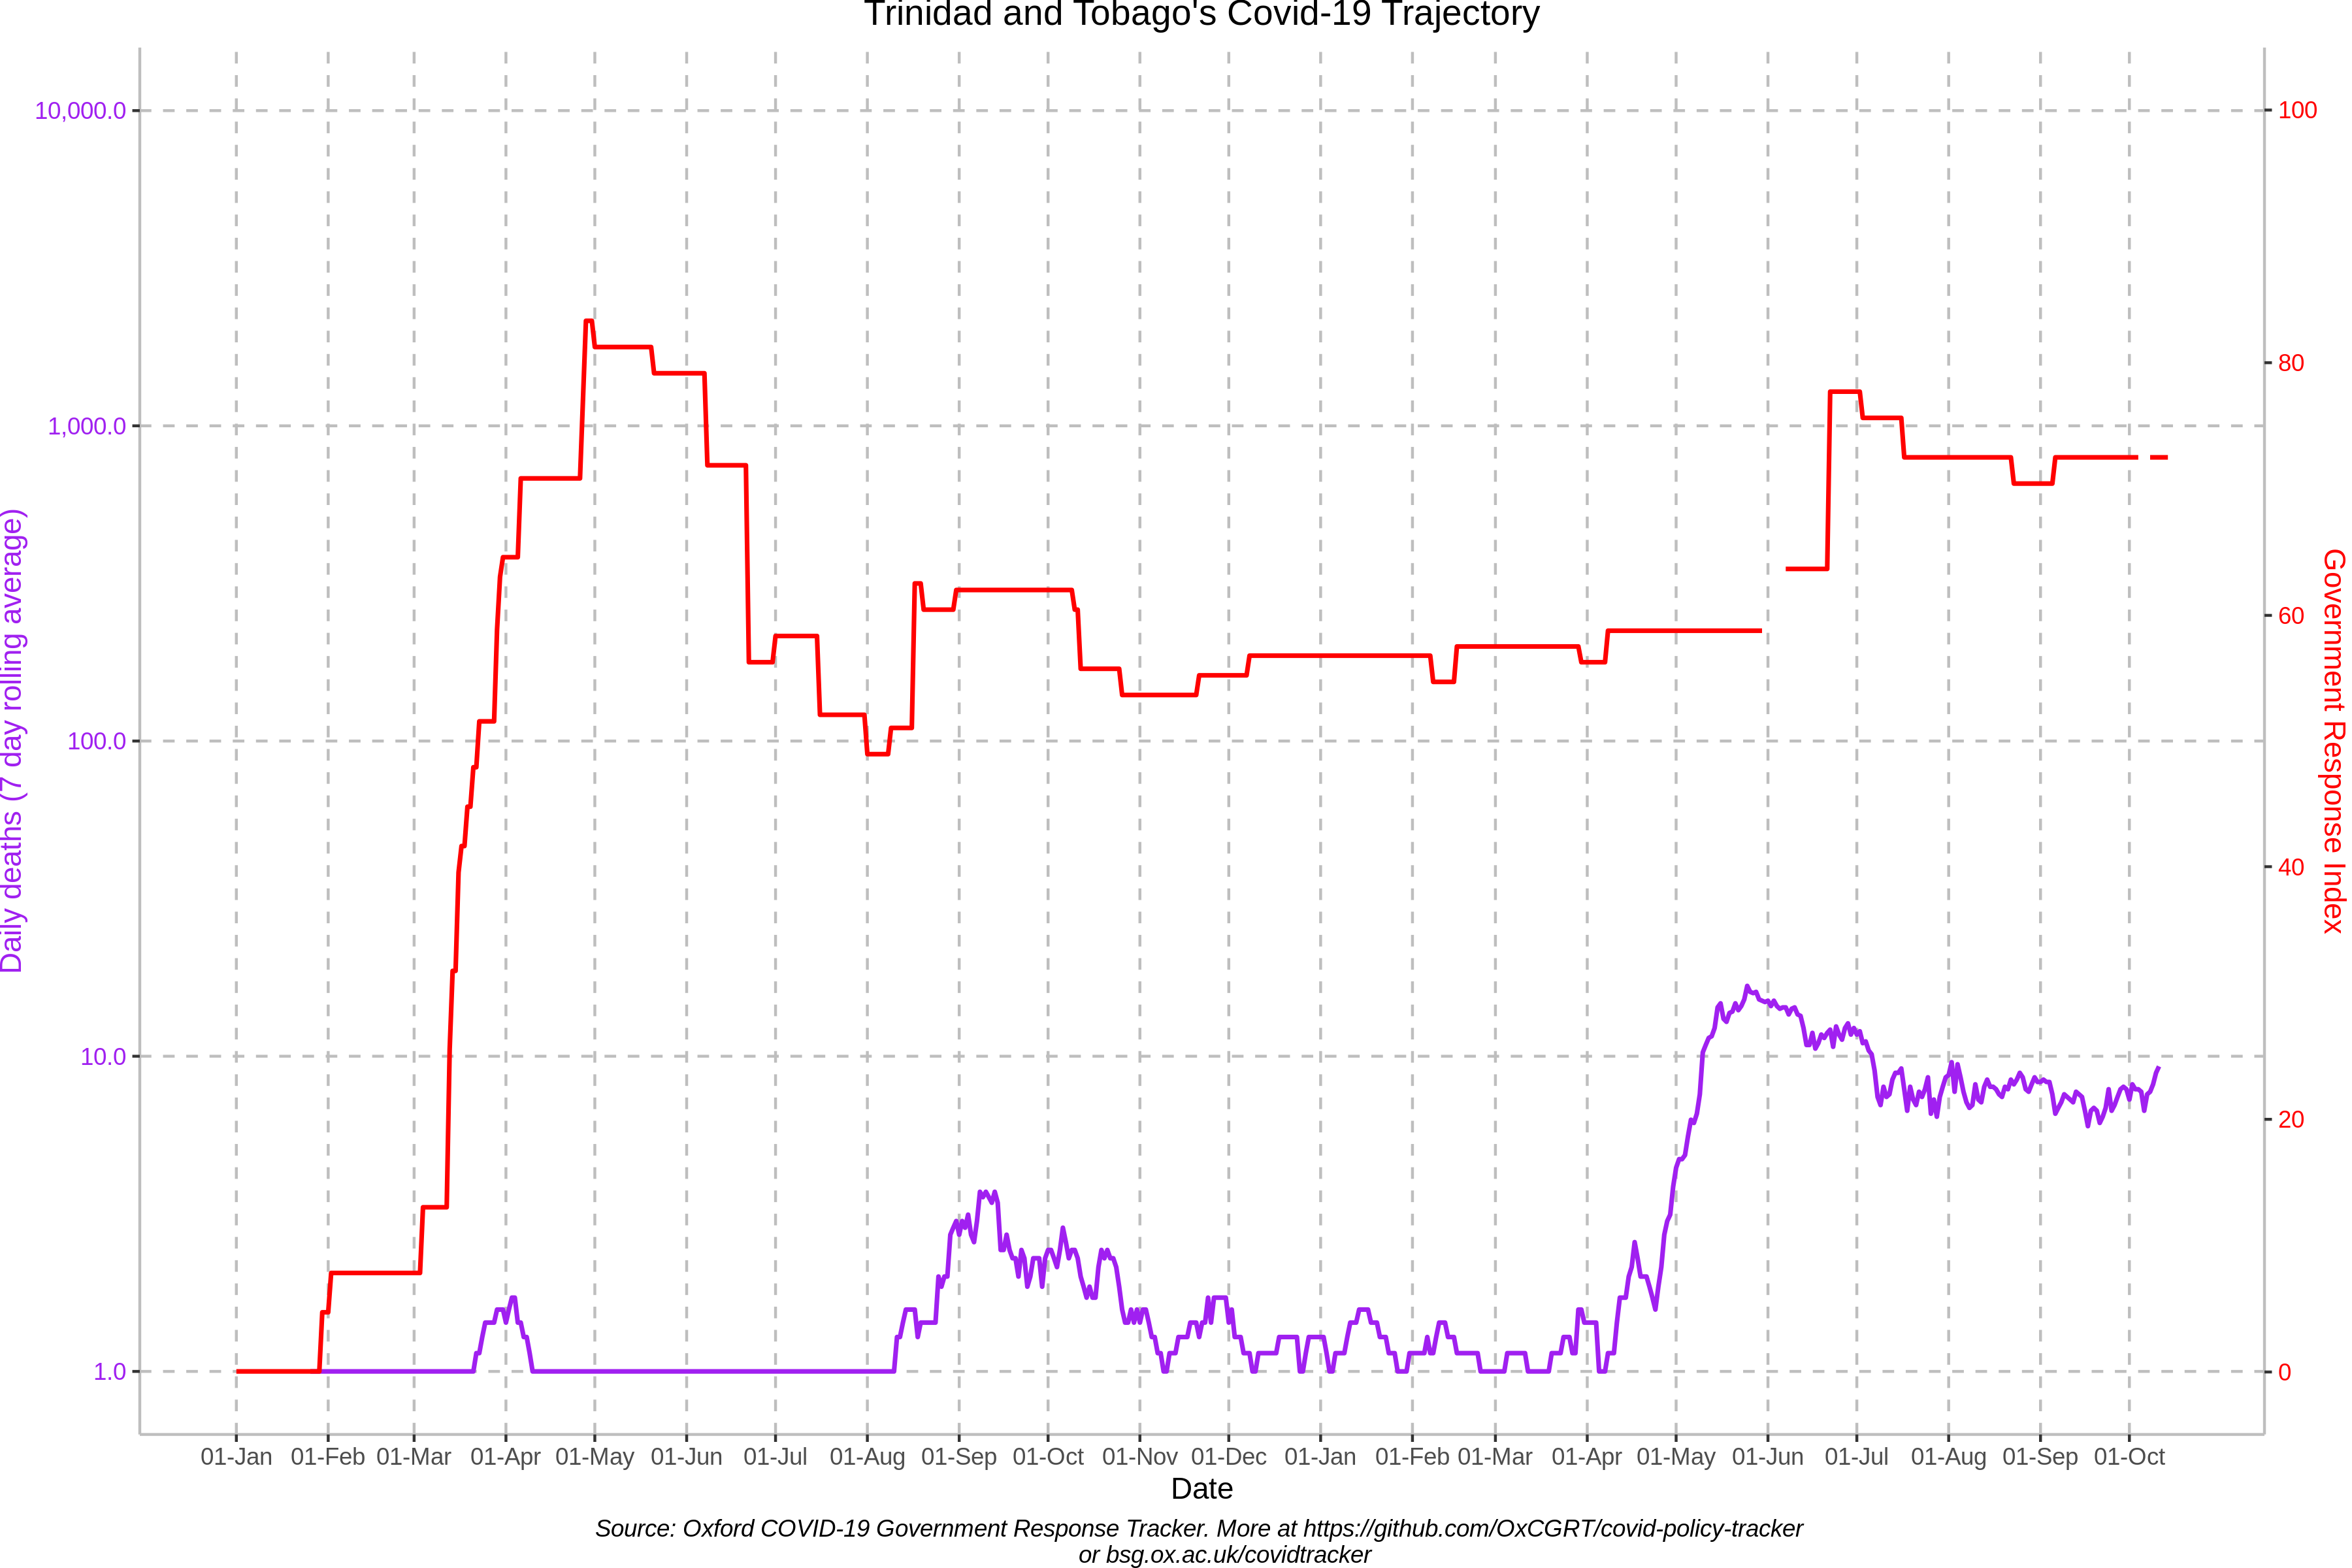 Trinidad and Tobago's Covid-19 Trajectory
10,000.0
1,000.0
100.0
10.0
1.0
Daily deaths (7 day rolling average)
100
80
60
40
20
0
Government Response Index
01-Jan 01-Feb 01-Mar 01-Apr 01-May 01-Jun 01-Jul 01-Aug 01-Sep 01-Oct 01-Nov 01-Dec 01-Jan 01-Feb 01-Mar 01-Apr 01-May 01-Jun 01-Jul 01-Aug 01-Sep 01-Oct
Date
Source: Oxford COVID-19 Government Response Tracker. More at https://github.com/OxCGRT/covid-policy-tracker
or bsg.ox.ac.uk/covidtracker